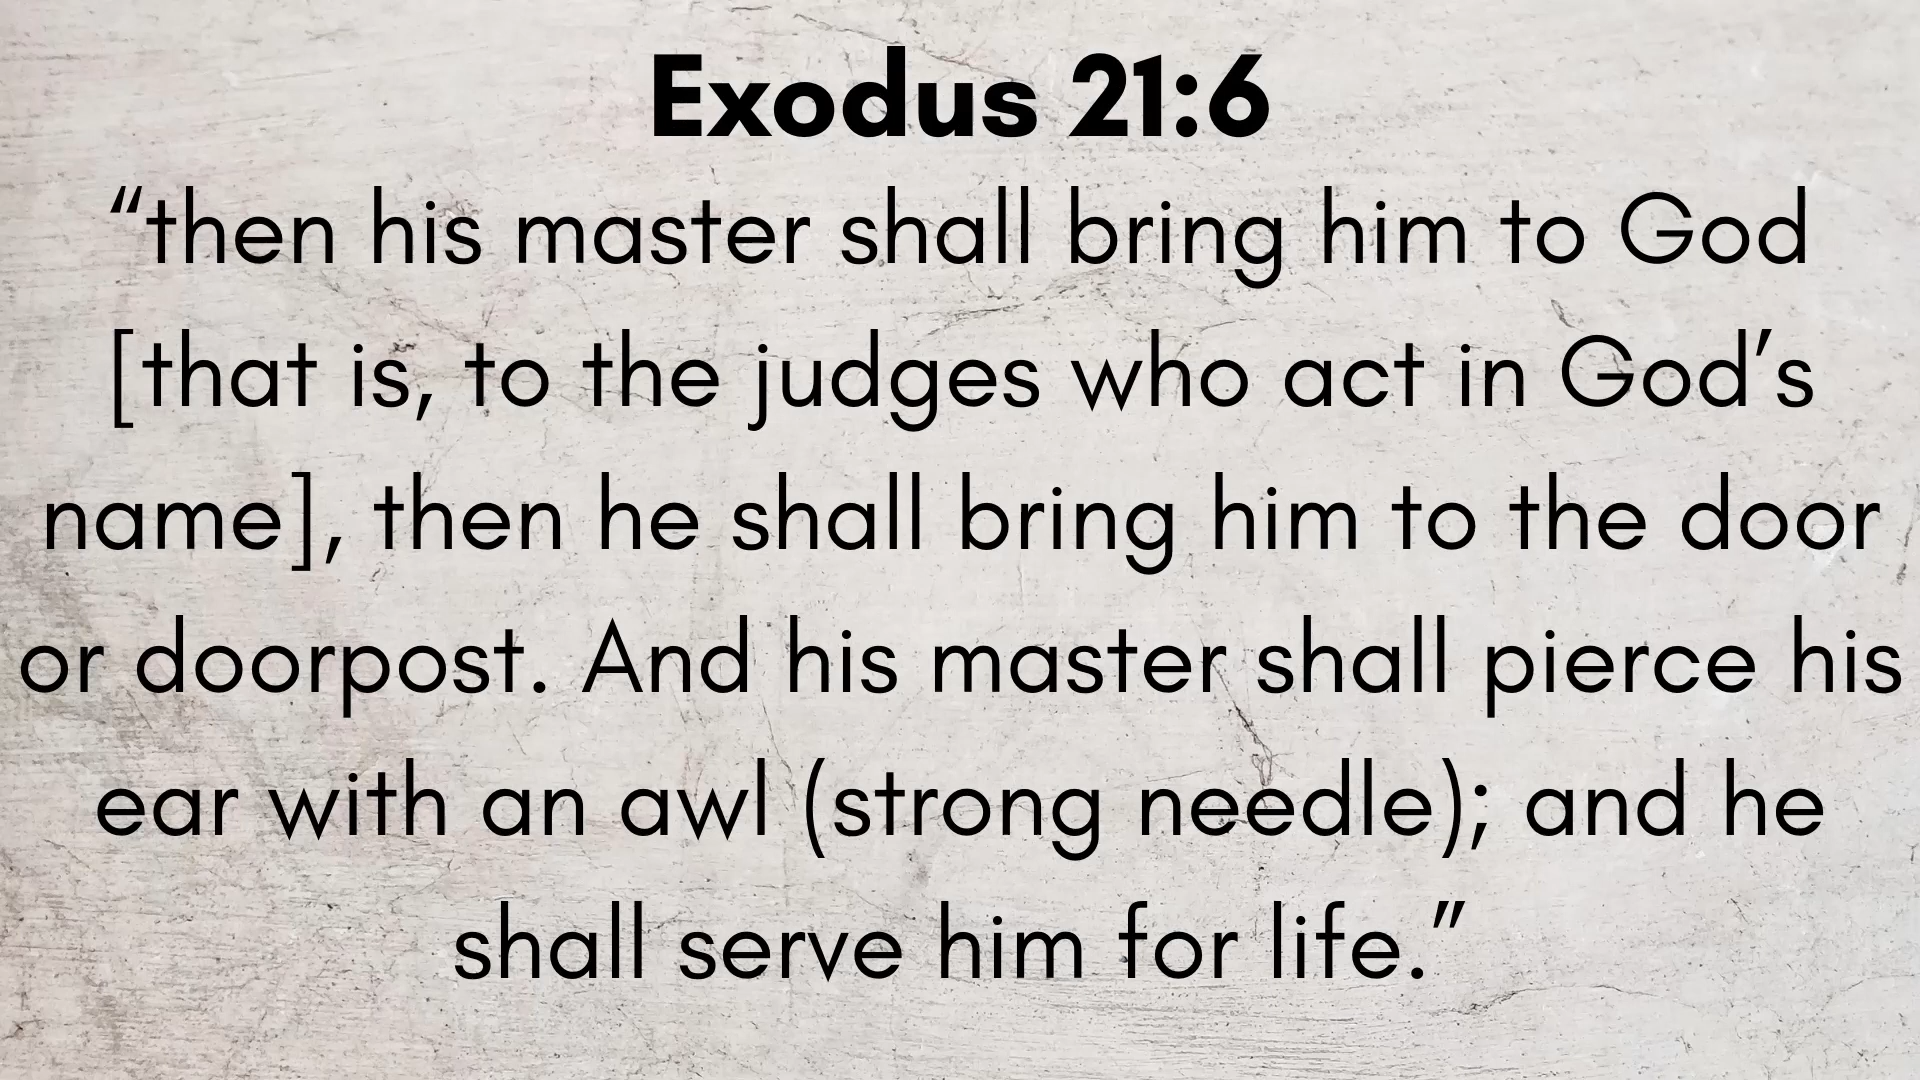 Exodus 21:6
“then his master shall bring him to God
[that is, to the judges who act in God’s
name], then he shall bring him to the door
or doorpost. And his master shall pierce his
ear with an awl (strong needle); and he
shall serve him for life.”